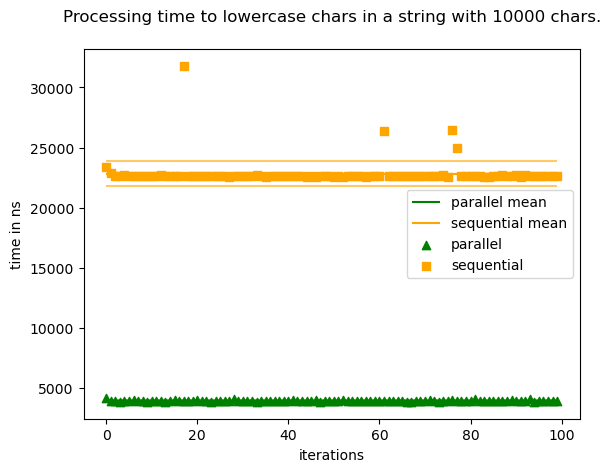 Processing time to lowercase chars in a string with 10000 chars.
30000
25000
20000
15000
10000
5000
time in ns
parallel mean
sequential mean
parallel
sequential
0 20 40 60 80 100
iterations